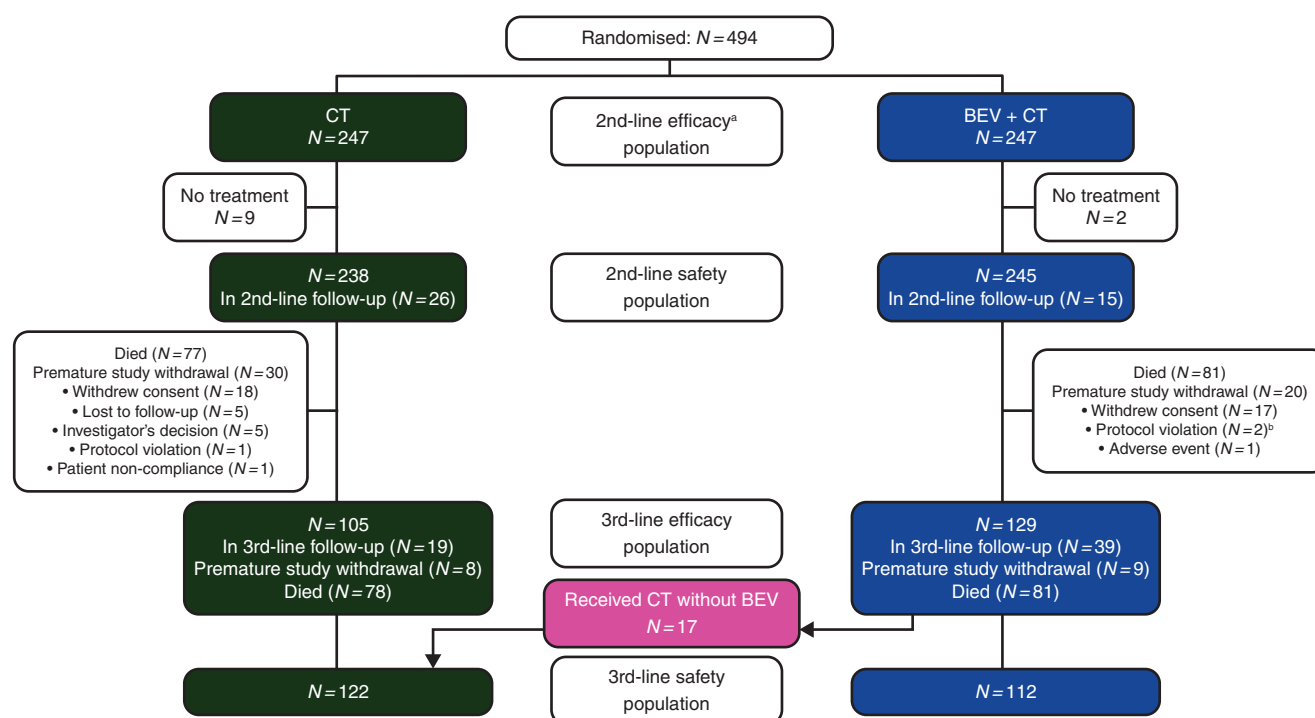 Randomised: N = 494
CT
N = 247
2nd-line efficacyᵃ
population
BEV + CT
N = 247
No treatment
N = 9
No treatment
N = 2
N = 238
In 2nd-line follow-up (N = 26)
2nd-line safety
population
N = 245
In 2nd-line follow-up (N = 15)
Died (N = 77)
Premature study withdrawal (N = 30)
• Withdrew consent (N = 18)
• Lost to follow-up (N = 5)
• Investigator's decision (N = 5)
• Protocol violation (N = 1)
• Patient non-compliance (N = 1)
Died (N = 81)
Premature study withdrawal (N = 20)
• Withdrew consent (N = 17)
• Protocol violation (N = 2)ᵇ
• Adverse event (N = 1)
N = 105
In 3rd-line follow-up (N = 19)
Premature study withdrawal (N = 8)
Died (N = 78)
3rd-line efficacy
population
N = 129
In 3rd-line follow-up (N = 39)
Premature study withdrawal (N = 9)
Died (N = 81)
Received CT without BEV
N = 17
N = 122
3rd-line safety
population
N = 112